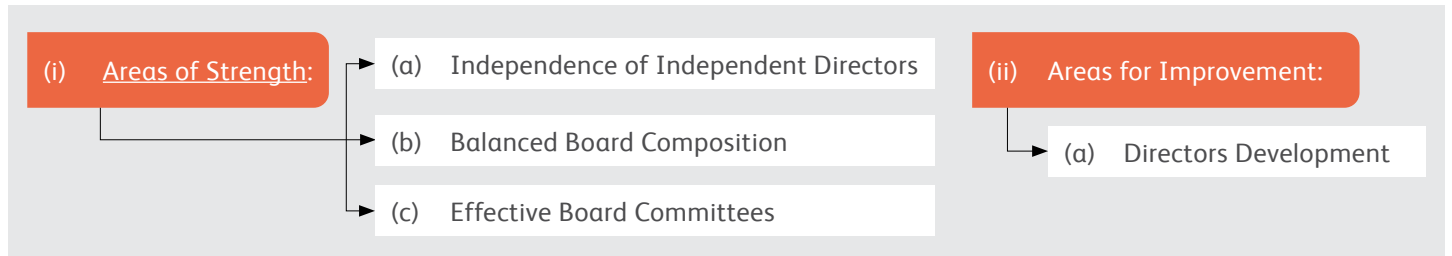 (i) Areas of Strength:
(a) Independence of Independent Directors
(b) Balanced Board Composition
(c) Effective Board Committees
(ii) Areas for Improvement:
(a) Directors Development